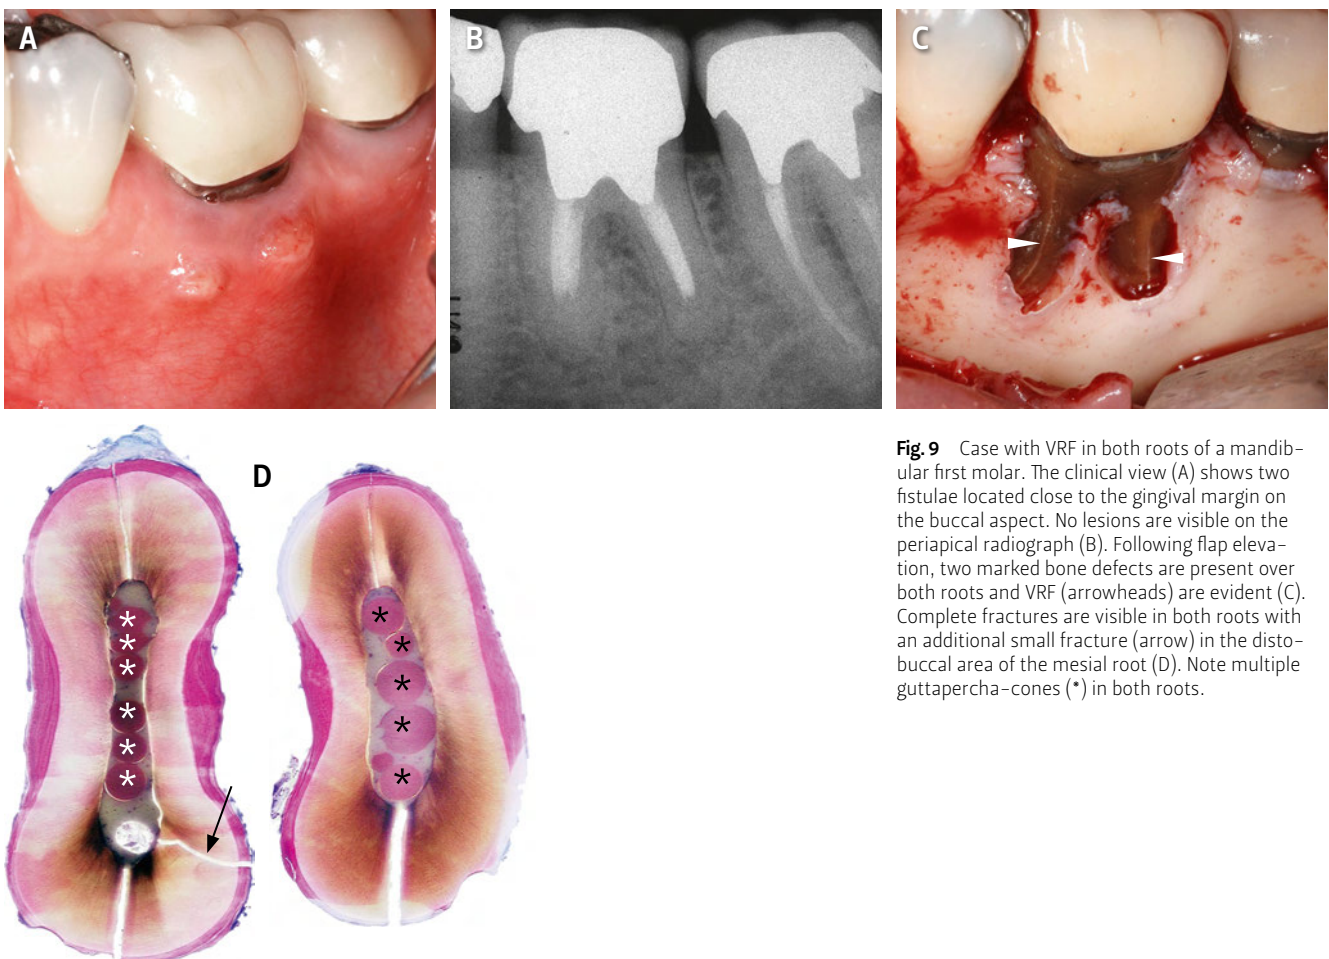 A
B
C
D
* * * * * *
* * * * *
Fig. 9 Case with VRF in both roots of a mandib-
ular first molar. The clinical view (A) shows two
fistulae located close to the gingival margin on
the buccal aspect. No lesions are visible on the
periapical radiograph (B). Following flap eleva-
tion, two marked bone defects are present over
both roots and VRF (arrowheads) are evident (C).
Complete fractures are visible in both roots with
an additional small fracture (arrow) in the disto-
buccal area of the mesial root (D). Note multiple
guttapercha-cones (*) in both roots.